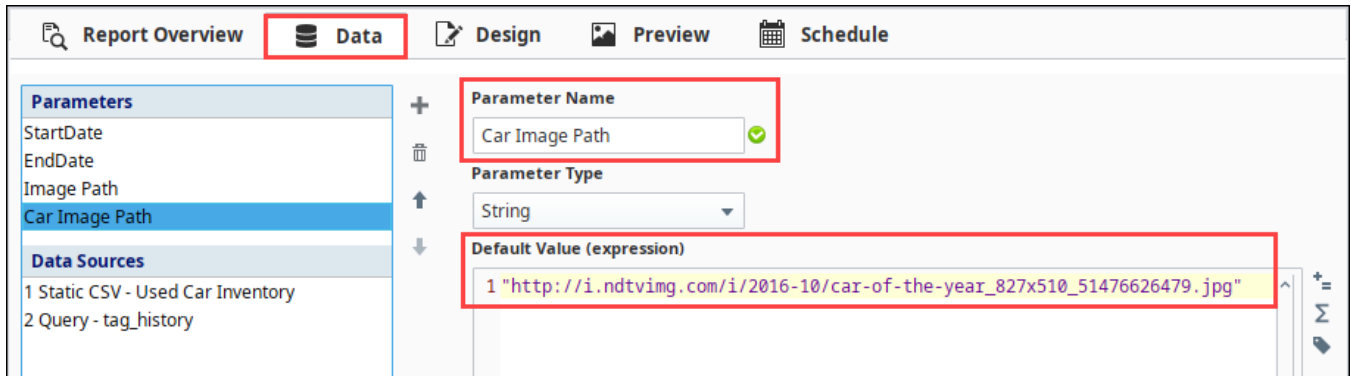 Report Overview Data Design Preview Schedule
Parameters
StartDate
EndDate
Image Path
Car Image Path
Data Sources
1 Static CSV - Used Car Inventory
2 Query - tag_history
Parameter Name
Car Image Path
Parameter Type
String
Default Value (expression)
1 "http://i.ndtvimg.com/i/2016-10/car-of-the-year_827x510_51476626479.jpg"